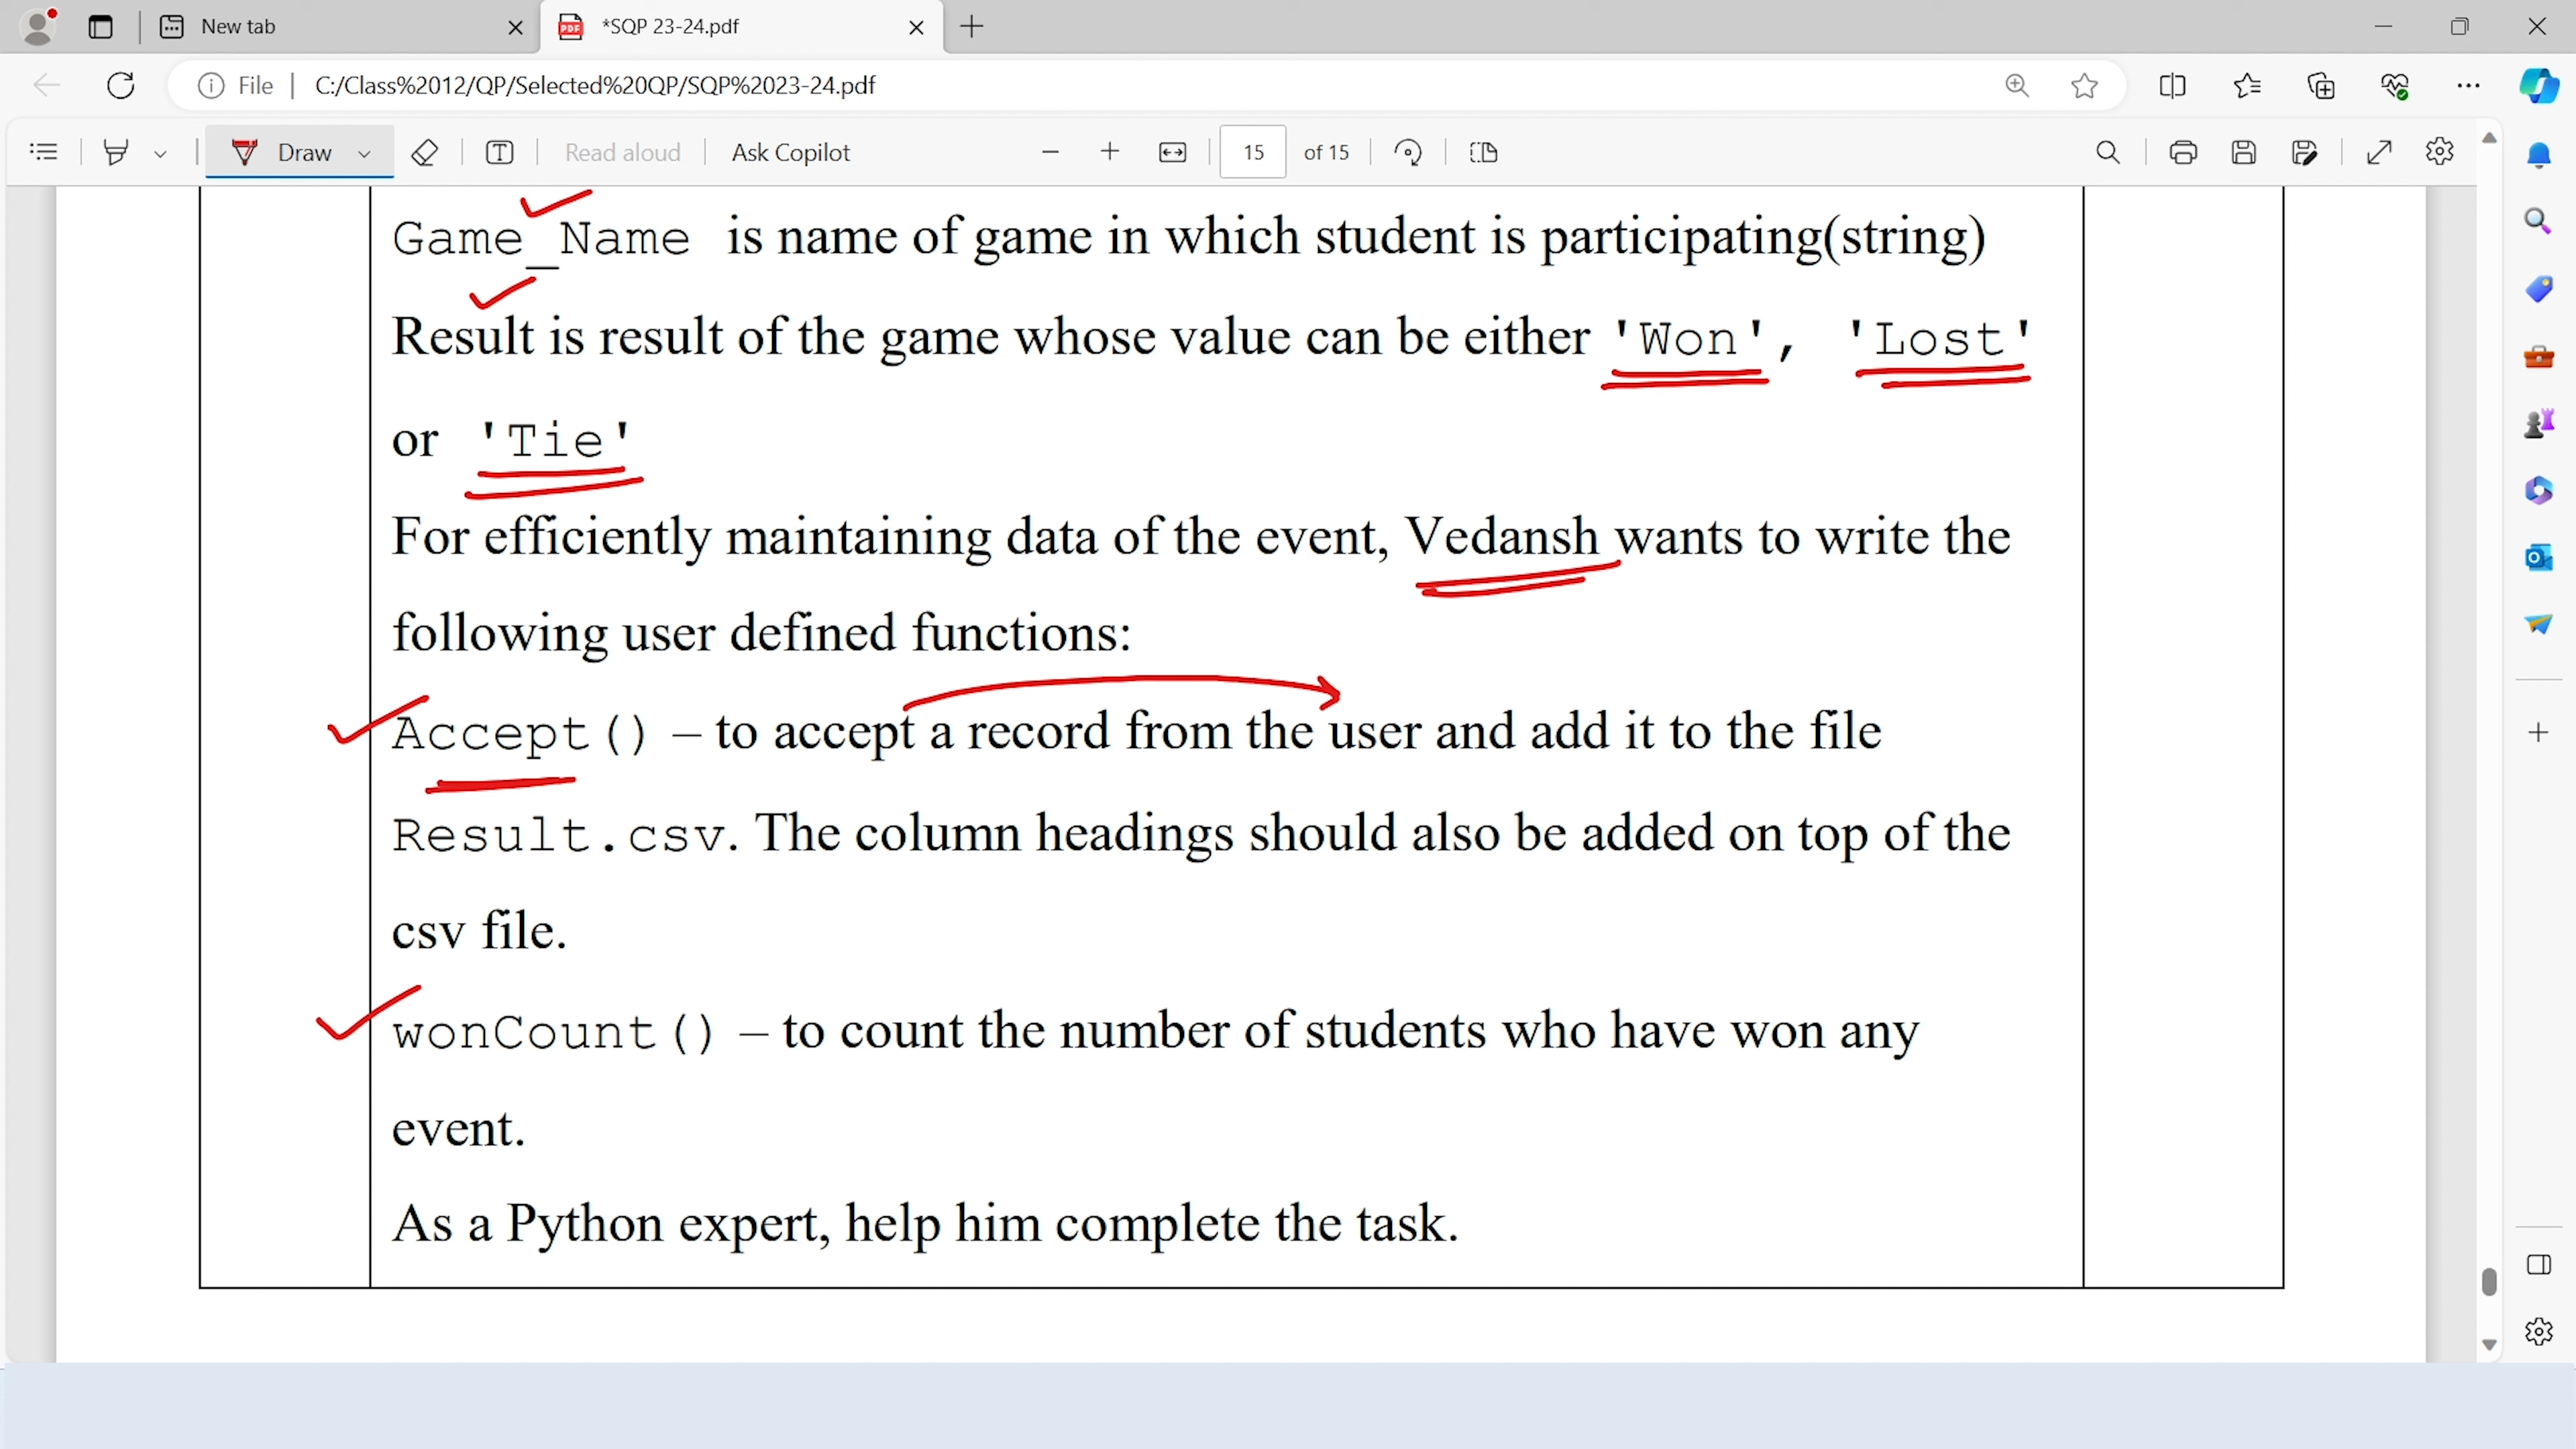 New tab
*SQP 23-24.pdf
File
C:/Class%2012/QP/Selected%20QP/SQP%2023-24.pdf
Draw
Read aloud
Ask Copilot
15 of 15
Game_Name is name of game in which student is participating(string)
Result is result of the game whose value can be either 'Won', 'Lost'
or 'Tie'
For efficiently maintaining data of the event, Vedansh wants to write the
following user defined functions:
Accept() – to accept a record from the user and add it to the file
Result.csv. The column headings should also be added on top of the
csv file.
wonCount() – to count the number of students who have won any
event.
As a Python expert, help him complete the task.